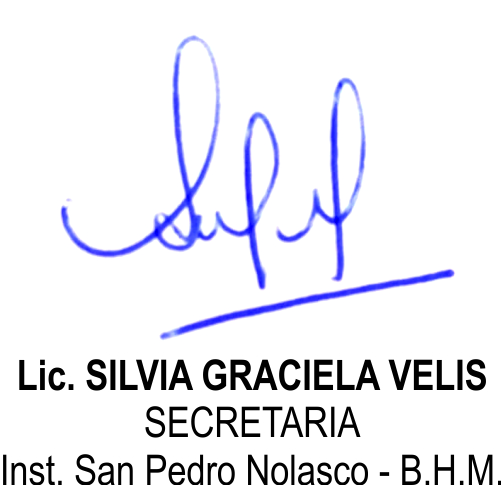 Lic. SILVIA GRACIELA VELIS
SECRETARIA
Inst. San Pedro Nolasco - B.H.M.